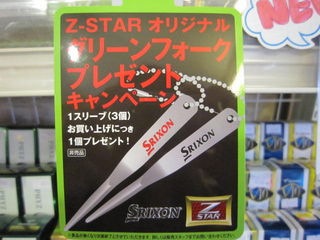 NEW
Z-STAR オリジナル
グリーンフォーク
プレゼント
キャンペーン
1スリーブ(3個)
お買い上げにつき
1個プレゼント!
非売品
SRIXON
SRIXON
SRIXON
Z
STAR